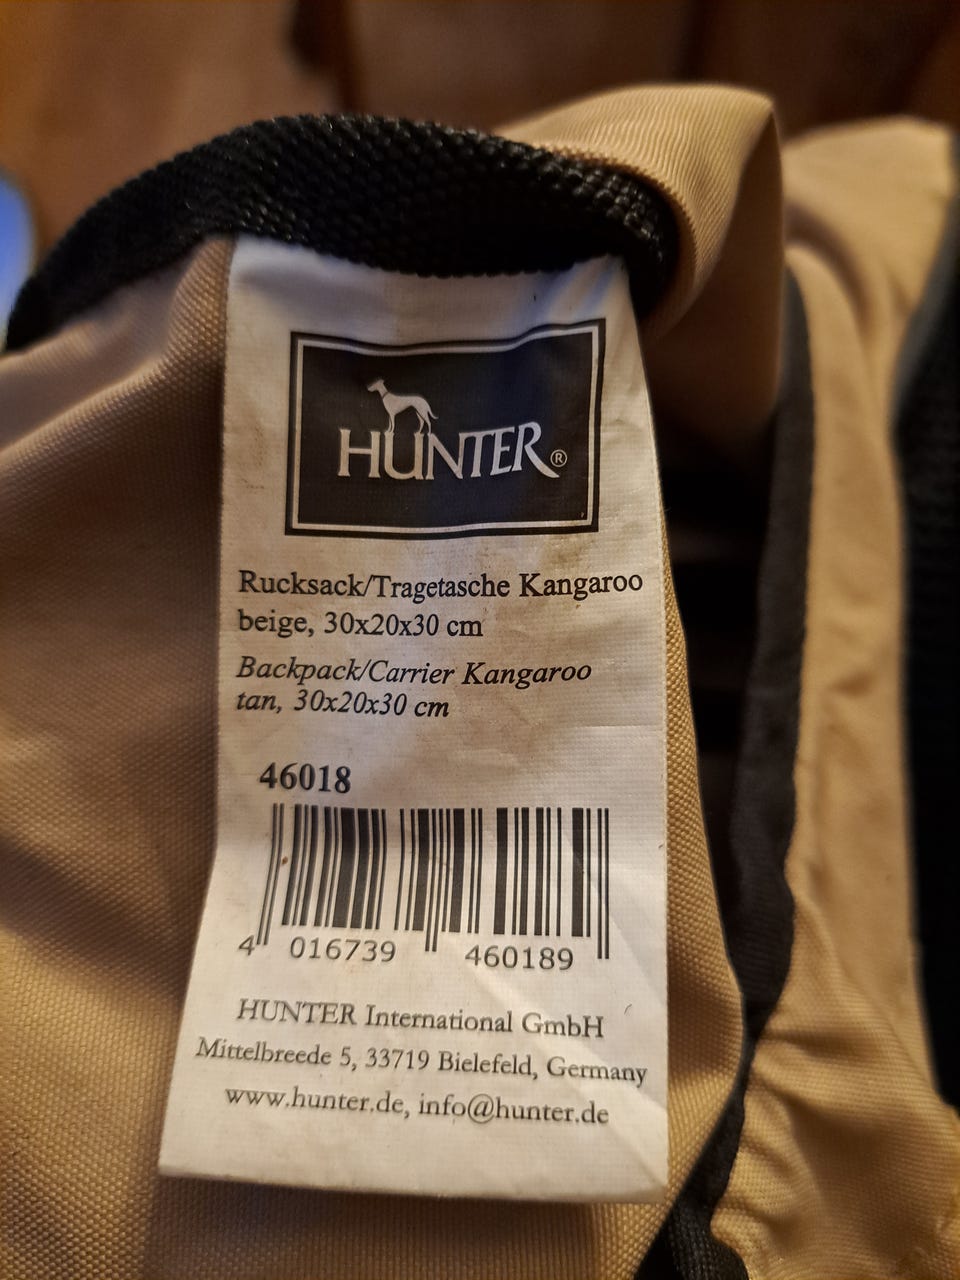 HUNTER®
Rucksack/Tragetasche Kangaroo
beige, 30x20x30 cm
Backpack/Carrier Kangaroo
tan, 30x20x30 cm
46018
4 016739 460189
HUNTER International GmbH
Mittelbreede 5, 33719 Bielefeld, Germany
www.hunter.de, info@hunter.de